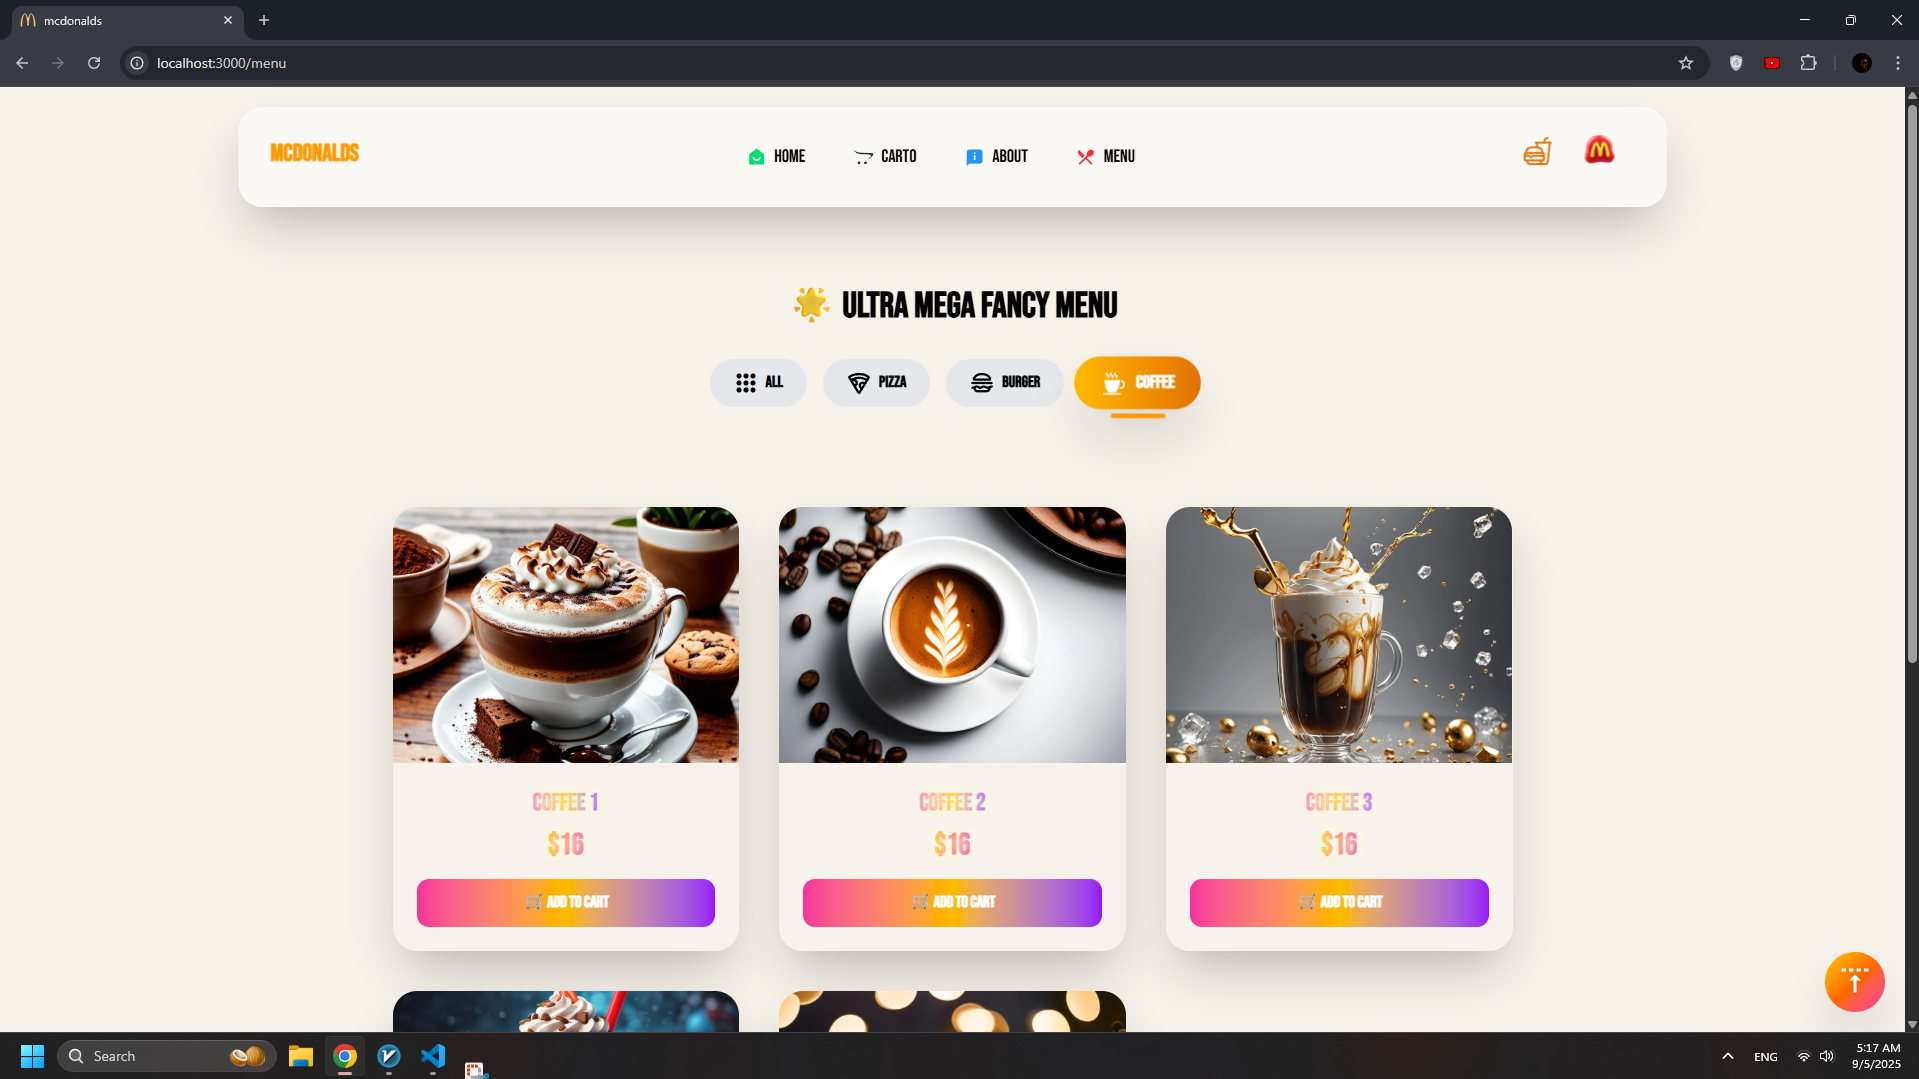 mcdonalds
localhost:3000/menu
MCDONALDS
HOME
CARTO
ABOUT
MENU
ULTRA MEGA FANCY MENU
ALL
PIZZA
BURGER
COFFEE
COFFEE 1
$16
ADD TO CART
COFFEE 2
$16
ADD TO CART
COFFEE 3
$16
ADD TO CART
Search
ENG
5:17 AM
9/5/2025